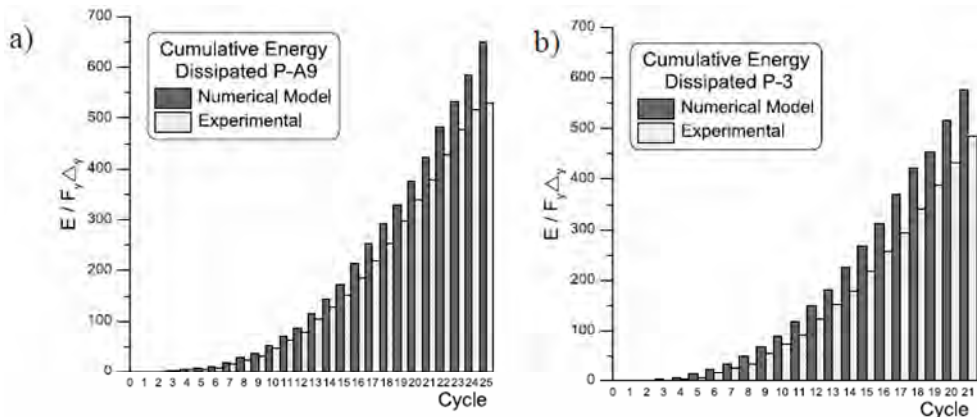 a)
Cumulative Energy
Dissipated P-A9
Numerical Model
Experimental
E / FyΔy
700
600
500
400
300
200
100
0
0 1 2 3 4 5 6 7 8 9 10 11 12 13 14 15 16 17 18 19 20 21 22 23 24 25
Cycle
b)
Cumulative Energy
Dissipated P-3
Numerical Model
Experimental
E / FyΔy
700
600
500
400
300
200
100
0
0 1 2 3 4 5 6 7 8 9 10 11 12 13 14 15 16 17 18 19 20 21
Cycle